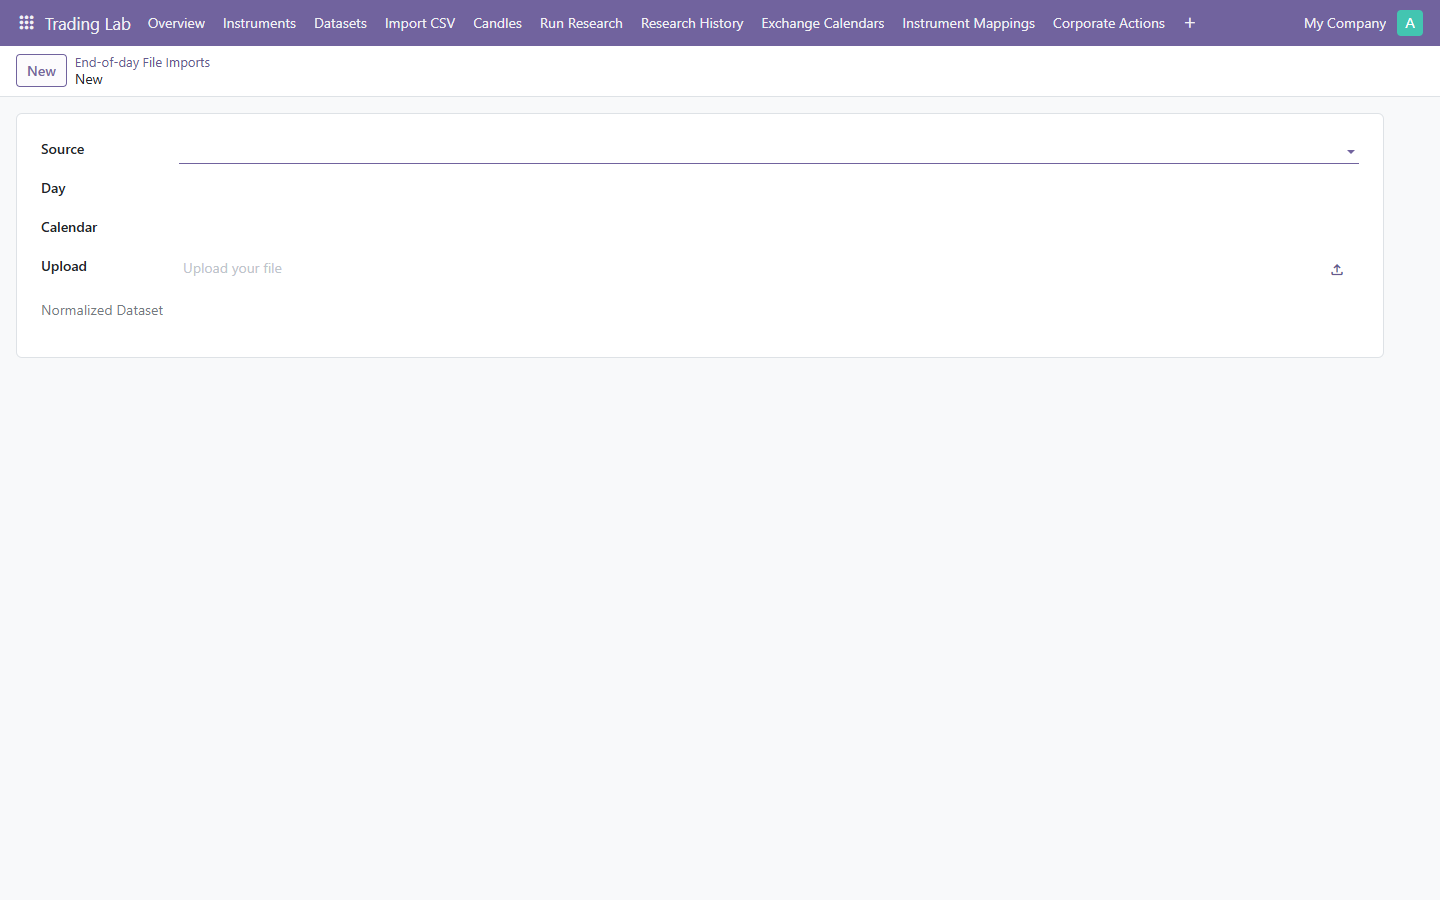 Trading Lab Overview Instruments Datasets Import CSV Candles Run Research Research History Exchange Calendars Instrument Mappings Corporate Actions + My Company A
New End-of-day File Imports
New
Source
Day
Calendar
Upload Upload your file
Normalized Dataset